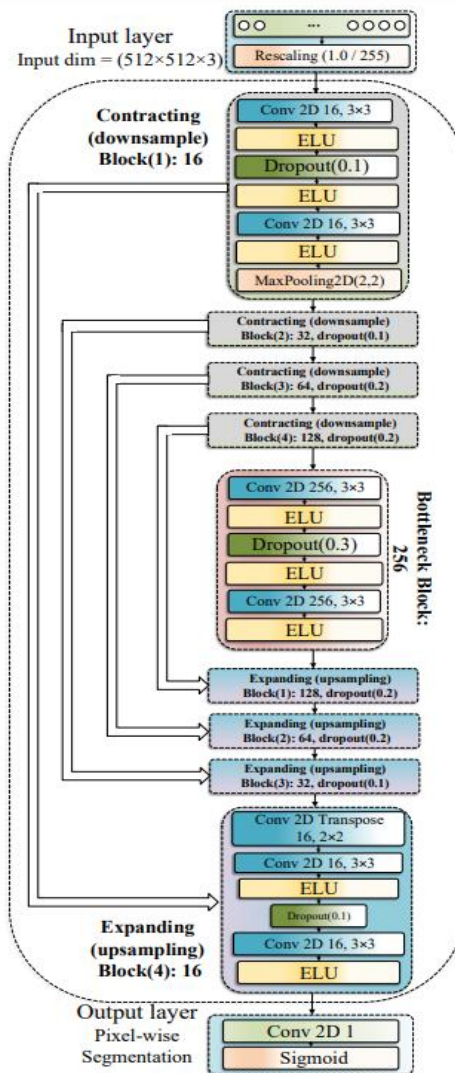 ...
Input layer
Input dim = (512×512×3)
Rescaling (1.0 / 255)
Contracting
(downsample)
Block(1): 16
Conv 2D 16, 3×3
ELU
Dropout(0.1)
ELU
Conv 2D 16, 3×3
ELU
MaxPooling2D(2,2)
Contracting (downsample)
Block(2): 32, dropout(0.1)
Contracting (downsample)
Block(3): 64, dropout(0.2)
Contracting (downsample)
Block(4): 128, dropout(0.2)
Conv 2D 256, 3×3
ELU
Dropout(0.3)
ELU
Conv 2D 256, 3×3
ELU
Bottleneck Block:
256
Expanding (upsampling)
Block(1): 128, dropout(0.2)
Expanding (upsampling)
Block(2): 64, dropout(0.2)
Expanding (upsampling)
Block(3): 32, dropout(0.1)
Conv 2D Transpose
16, 2×2
Conv 2D 16, 3×3
ELU
Dropout(0.1)
Conv 2D 16, 3×3
ELU
Expanding
(upsampling)
Block(4): 16
Output layer
Pixel-wise
Segmentation
Conv 2D 1
Sigmoid